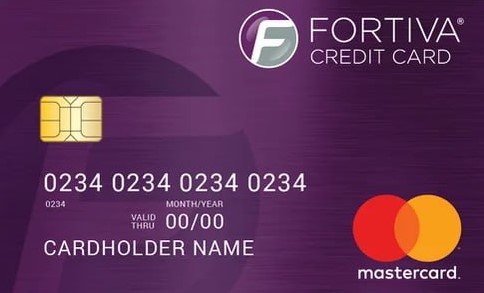 FORTIVA®
CREDIT CARD
0234 0234 0234 0234
0234 MONTH/YEAR
VALID THRU 00/00
CARDHOLDER NAME
mastercard.